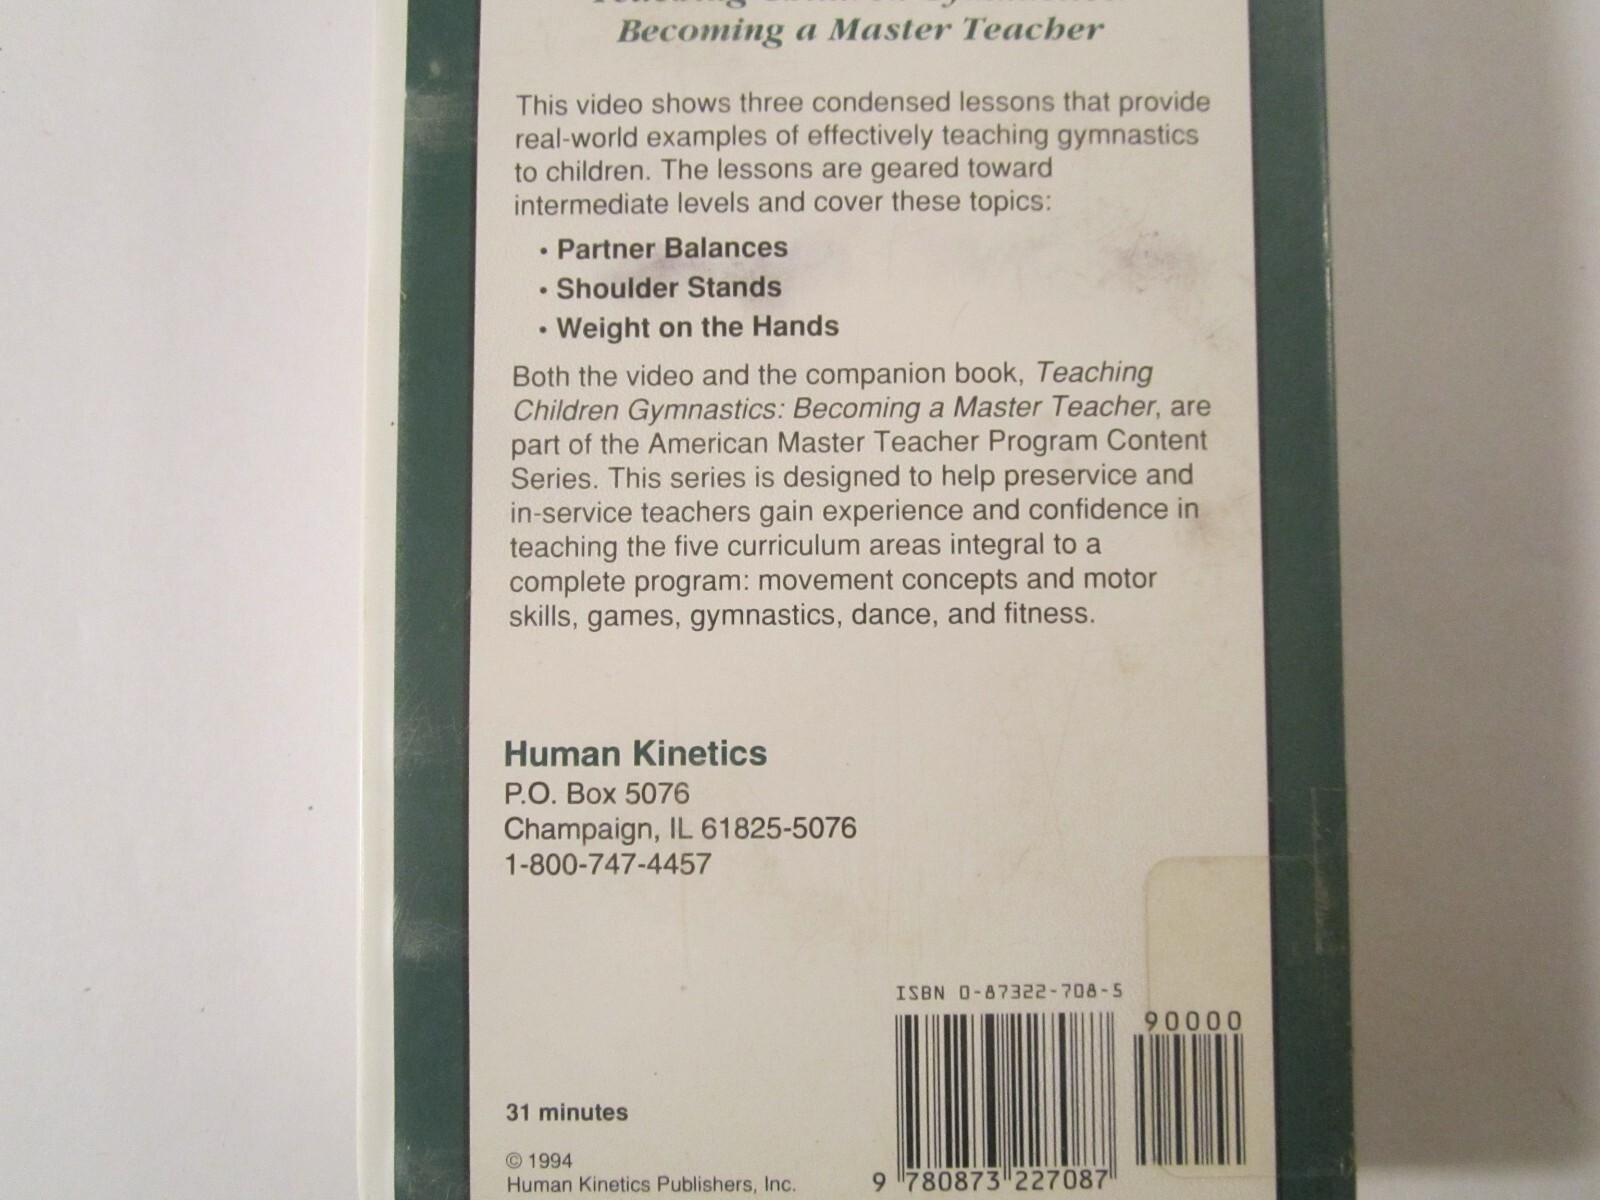 Becoming a Master Teacher
This video shows three condensed lessons that provide
real-world examples of effectively teaching gymnastics
to children. The lessons are geared toward
intermediate levels and cover these topics:
• Partner Balances
• Shoulder Stands
• Weight on the Hands
Both the video and the companion book, Teaching
Children Gymnastics: Becoming a Master Teacher, are
part of the American Master Teacher Program Content
Series. This series is designed to help preservice and
in-service teachers gain experience and confidence in
teaching the five curriculum areas integral to a
complete program: movement concepts and motor
skills, games, gymnastics, dance, and fitness.
Human Kinetics
P.O. Box 5076
Champaign, IL 61825-5076
1-800-747-4457
ISBN 0-87322-708-5
90000
31 minutes
© 1994
Human Kinetics Publishers, Inc.
9 780873 227087